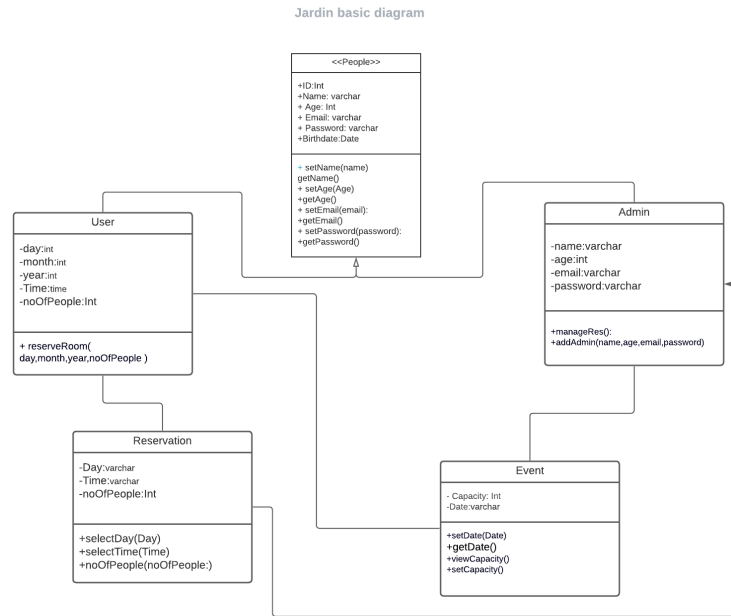 Jardin basic diagram
<<People>>
+ID:Int
+Name: varchar
+ Age: Int
+ Email: varchar
+ Password: varchar
+Birthdate:Date
+ setName(name)
getName()
+ setAge(Age)
+getAge()
+ setEmail(email):
+getEmail()
+ setPassword(password):
+getPassword()
User
-day:int
-month:int
-year:int
-Time:time
-noOfPeople:Int
+ reserveRoom(
day,month,year,noOfPeople )
Admin
-name:varchar
-age:int
-email:varchar
-password:varchar
+manageRes():
+addAdmin(name,age,email,password)
Reservation
-Day:varchar
-Time:varchar
-noOfPeople:Int
+selectDay(Day)
+selectTime(Time)
+noOfPeople(noOfPeople:)
Event
- Capacity: Int
-Date:varchar
+setDate(Date)
+getDate()
+viewCapacity()
+setCapacity()